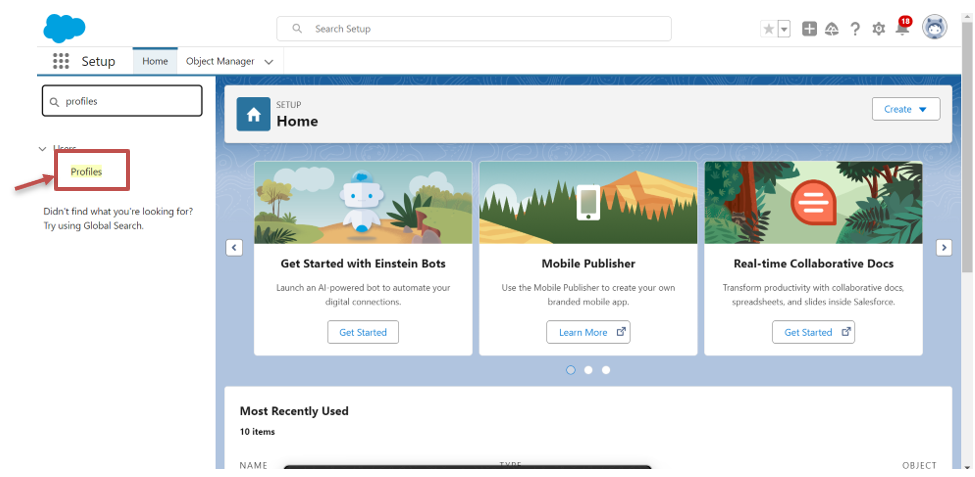 Search Setup
18
Setup
Home
Object Manager
profiles
Users
Profiles
Didn't find what you're looking for?
Try using Global Search.
SETUP
Home
Create
Get Started with Einstein Bots
Launch an AI-powered bot to automate your
digital connections.
Get Started
Mobile Publisher
Use the Mobile Publisher to create your own
branded mobile app.
Learn More
Real-time Collaborative Docs
Transform productivity with collaborative docs,
spreadsheets, and slides inside Salesforce.
Get Started
Most Recently Used
10 items
NAME
TYPE
OBJECT